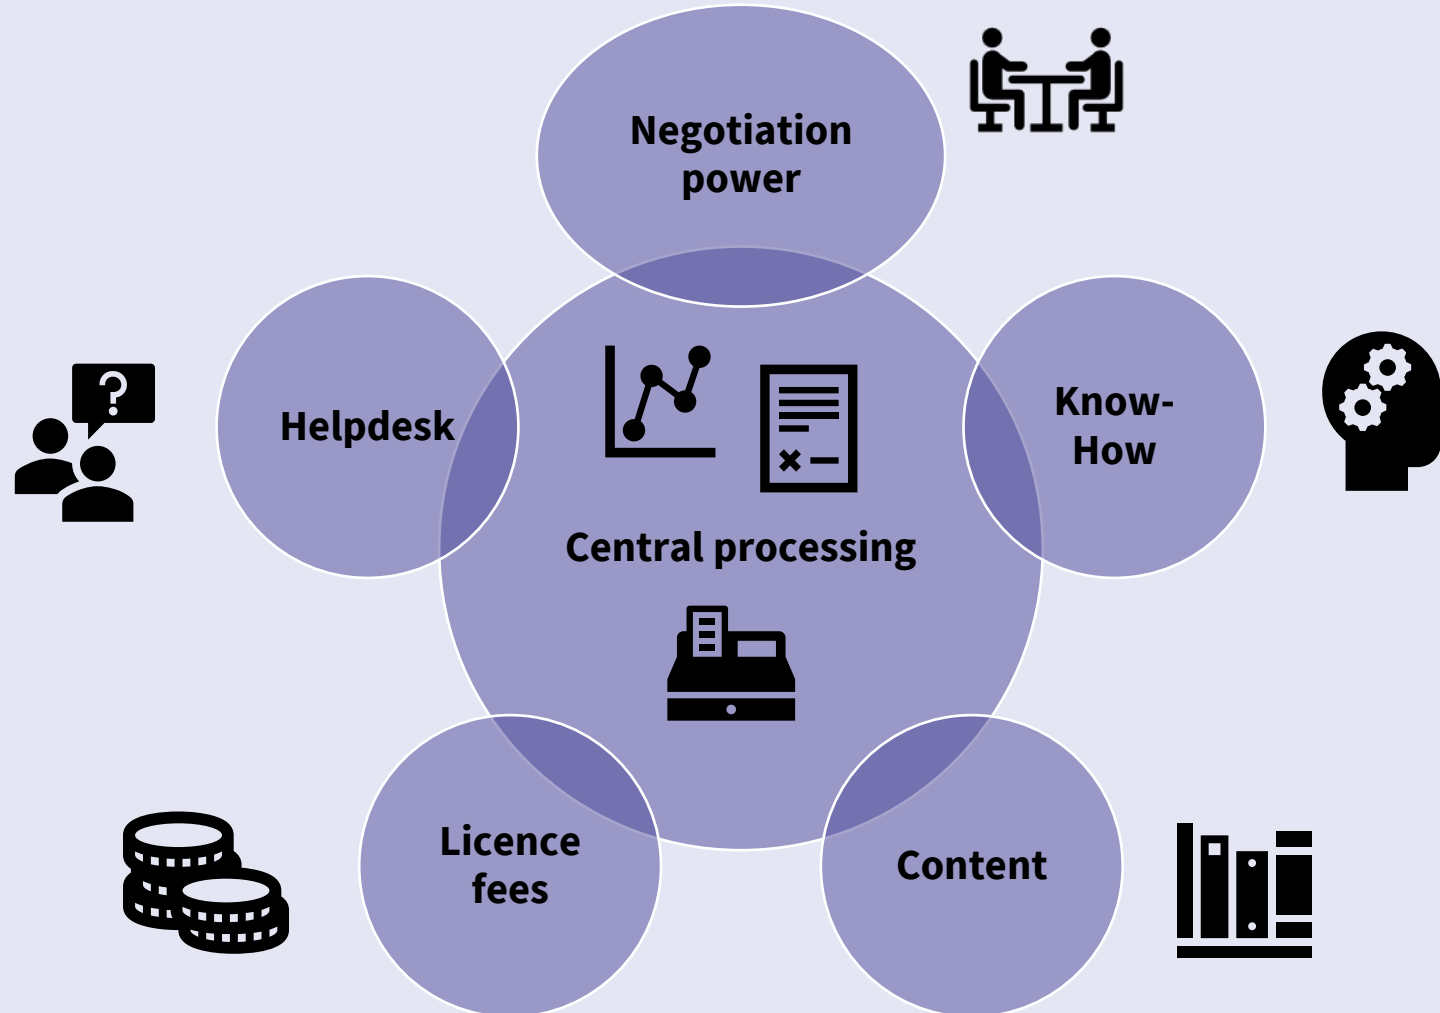 Negotiation
power
Helpdesk
Know-
How
Central processing
Licence
fees
Content
?